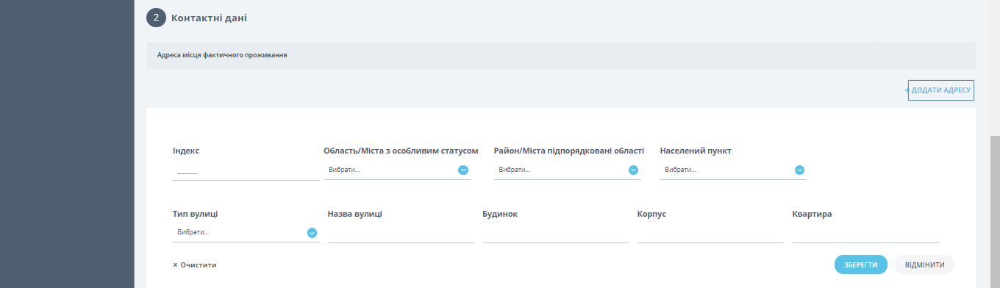 2 Контактні дані
Адреса місця фактичного проживання
+ ДОДАТИ АДРЕСУ
Індекс Область/Міста з особливим статусом Район/Міста підпорядковані області Населений пункт
_____ Вибрати... Вибрати... Вибрати...
Тип вулиці Назва вулиці Будинок Корпус Квартира
Вибрати...
x Очистити ЗБЕРЕГТИ ВІДМІНИТИ